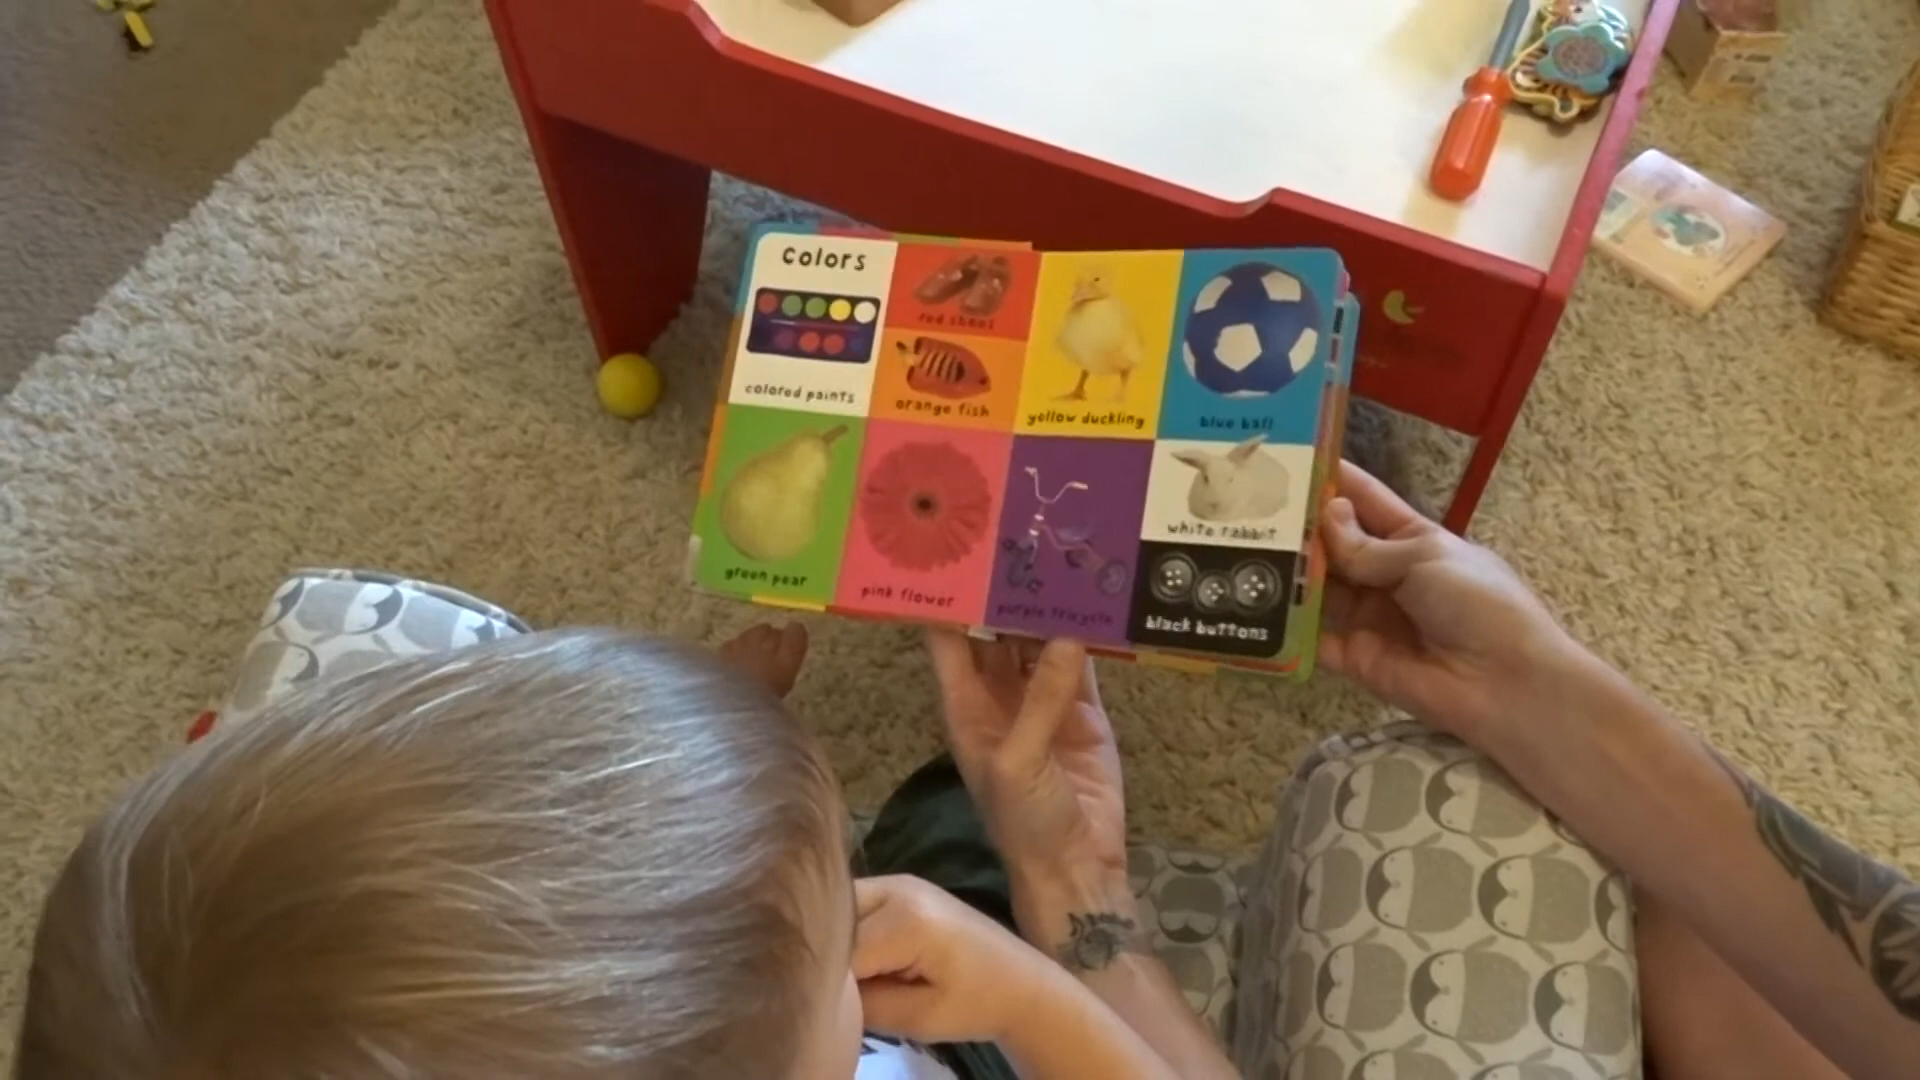 colors
colored paints
red shoes
orange fish
yellow duckling
blue ball
green pear
pink flower
purple tricycle
white rabbit
black buttons